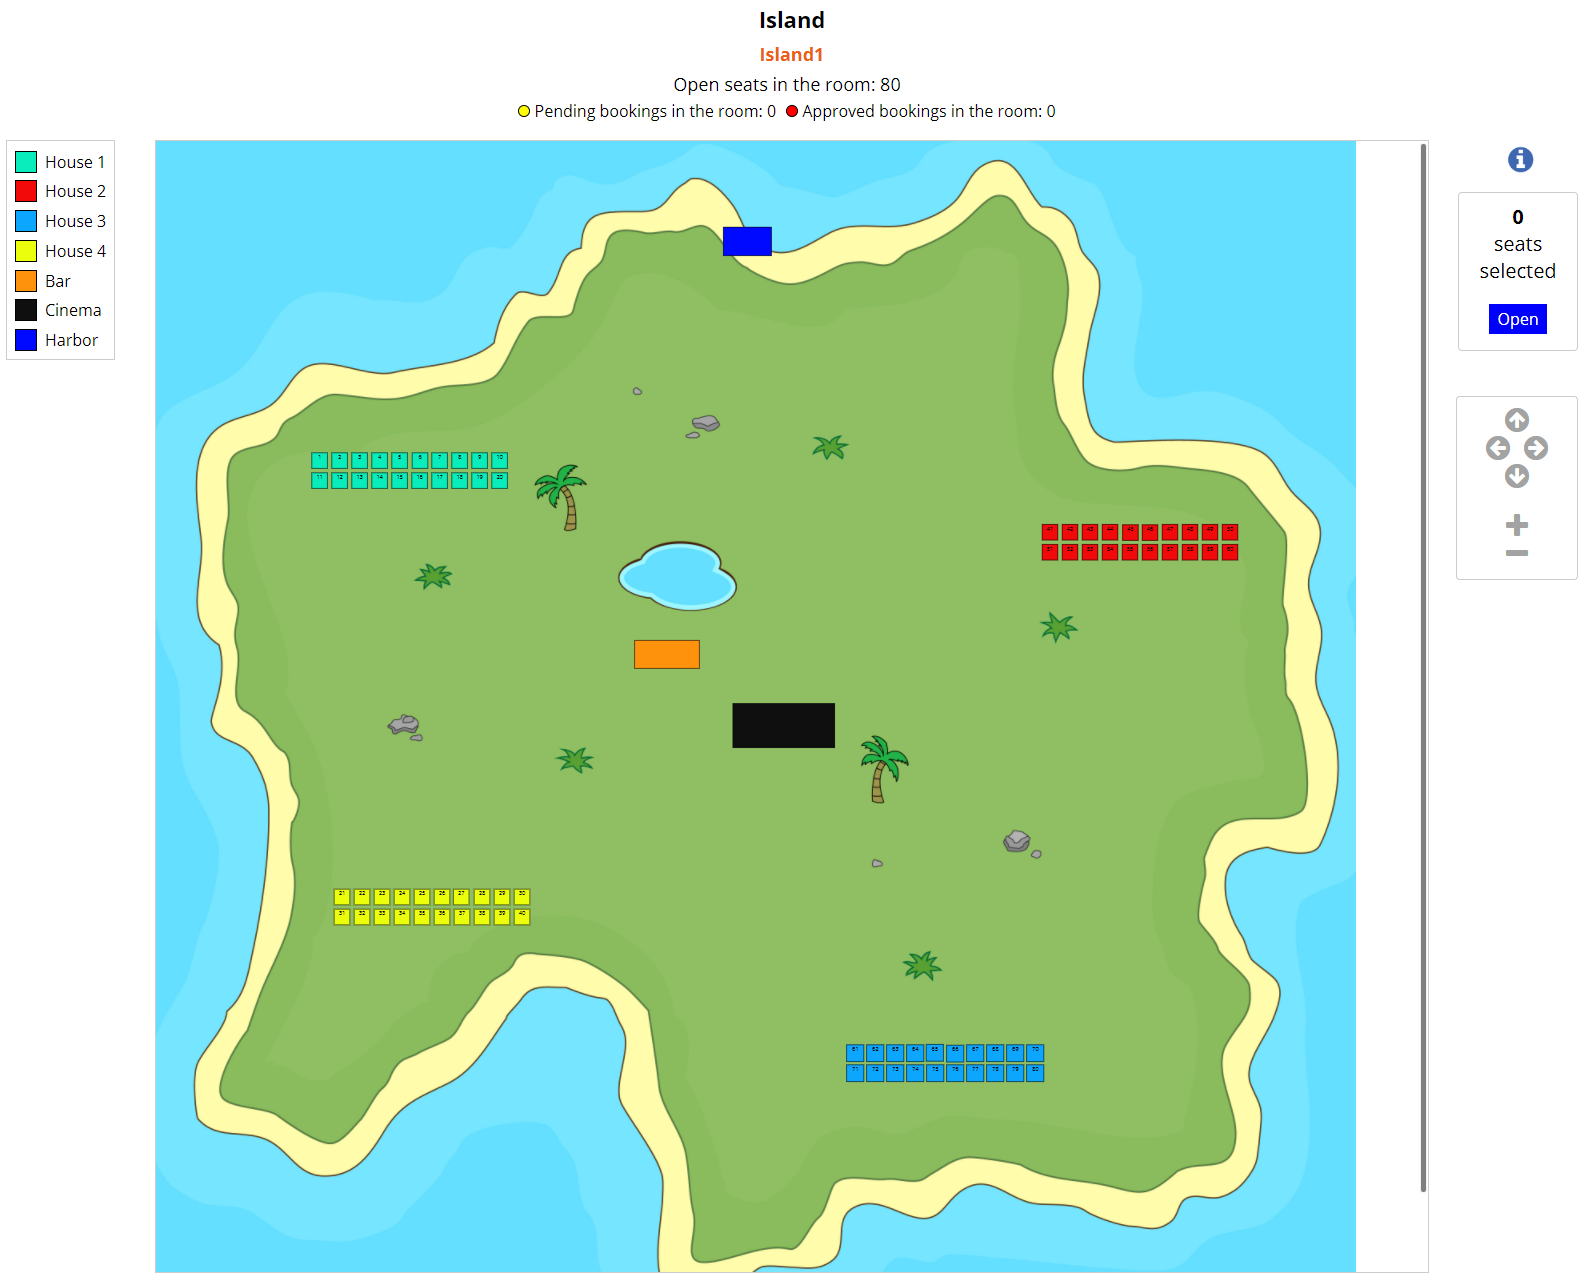 Island
Island1
Open seats in the room: 80
Pending bookings in the room: 0 Approved bookings in the room: 0
House 1
House 2
House 3
House 4
Bar
Cinema
Harbor
0
seats
selected
Open
1 2 3 4 5 6 7 8 9 10
11 12 13 14 15 16 17 18 19 20
41 42 43 44 45 46 47 48 49 50
51 52 53 54 55 56 57 58 59 60
21 22 23 24 25 26 27 28 29 30
31 32 33 34 35 36 37 38 39 40
61 62 63 64 65 66 67 68 69 70
71 72 73 74 75 76 77 78 79 80